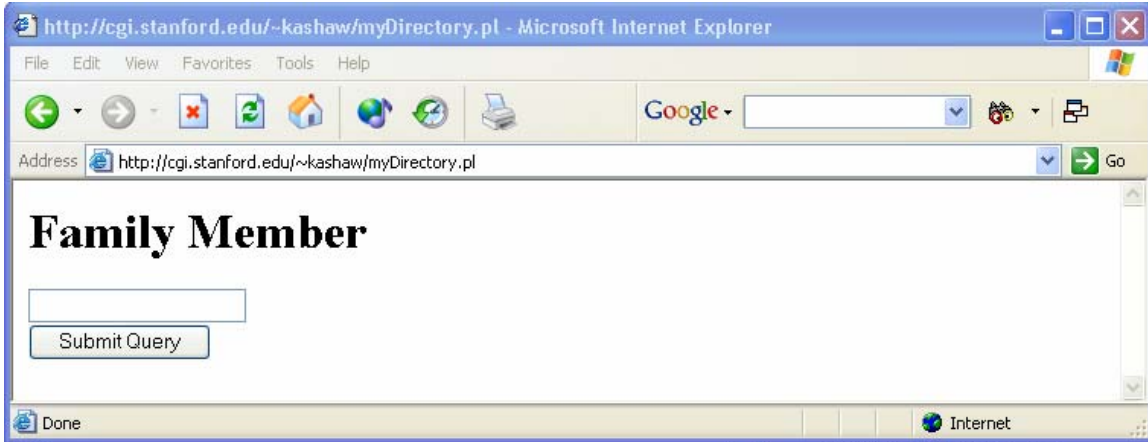 http://cgi.stanford.edu/~kashaw/myDirectory.pl - Microsoft Internet Explorer
File Edit View Favorites Tools Help
Google
Address http://cgi.stanford.edu/~kashaw/myDirectory.pl Go
Family Member
Submit Query
Done Internet